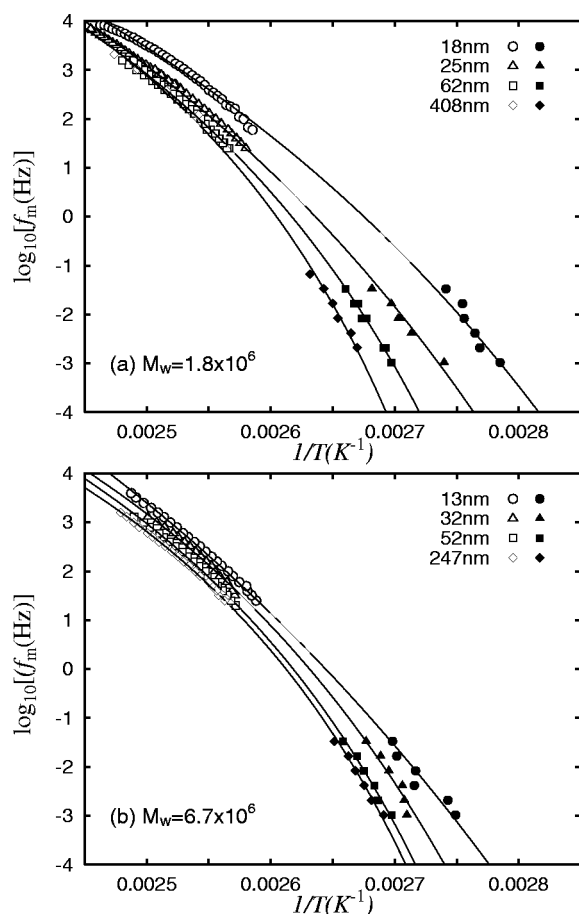 4
3
2
1
0
-1
-2
-3
-4
log10[fm(Hz)]
18nm
25nm
62nm
408nm
(a) Mw=1.8x10^6
0.0025 0.0026 0.0027 0.0028
1/T(K^-1)
4
3
2
1
0
-1
-2
-3
-4
log10[(fm(Hz)]
13nm
32nm
52nm
247nm
(b) Mw=6.7x10^6
0.0025 0.0026 0.0027 0.0028
1/T(K^-1)